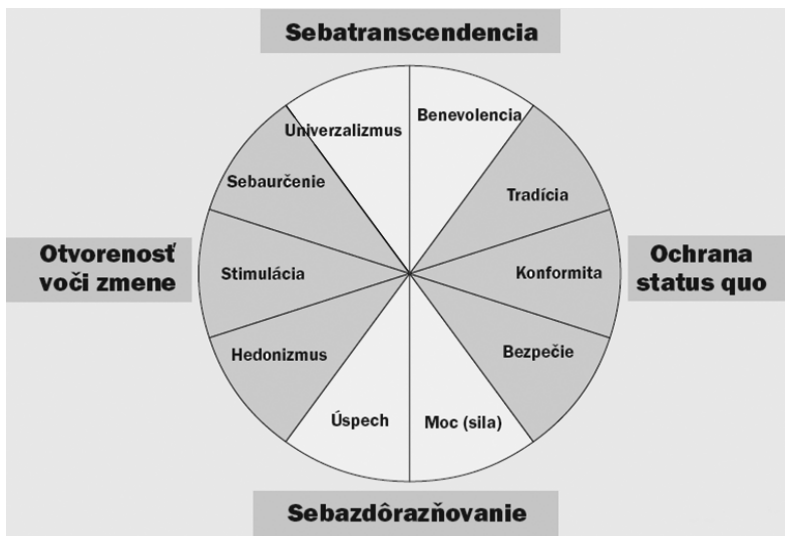 Sebatranscendencia
Univerzalizmus
Benevolencia
Sebaurčenie
Tradícia
Otvorenosť
voči zmene
Stimulácia
Konformita
Ochrana
status quo
Hedonizmus
Bezpečie
Úspech
Moc (sila)
Sebazdôrazňovanie